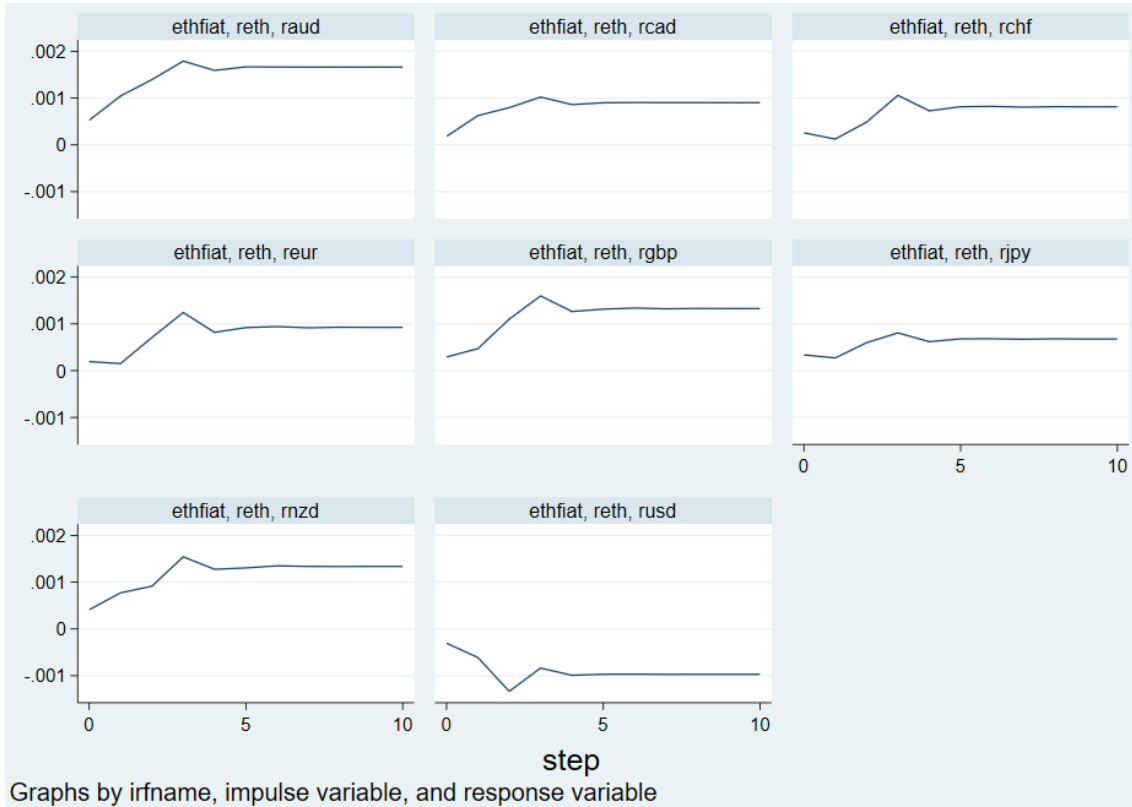 ethfiat, reth, raud
ethfiat, reth, rcad
ethfiat, reth, rchf
.002
.001
0
-.001
ethfiat, reth, reur
ethfiat, reth, rgbp
ethfiat, reth, rjpy
.002
.001
0
-.001
0 5 10
ethfiat, reth, rnzd
ethfiat, reth, rusd
.002
.001
0
-.001
0 5 10
0 5 10
step
Graphs by irfname, impulse variable, and response variable